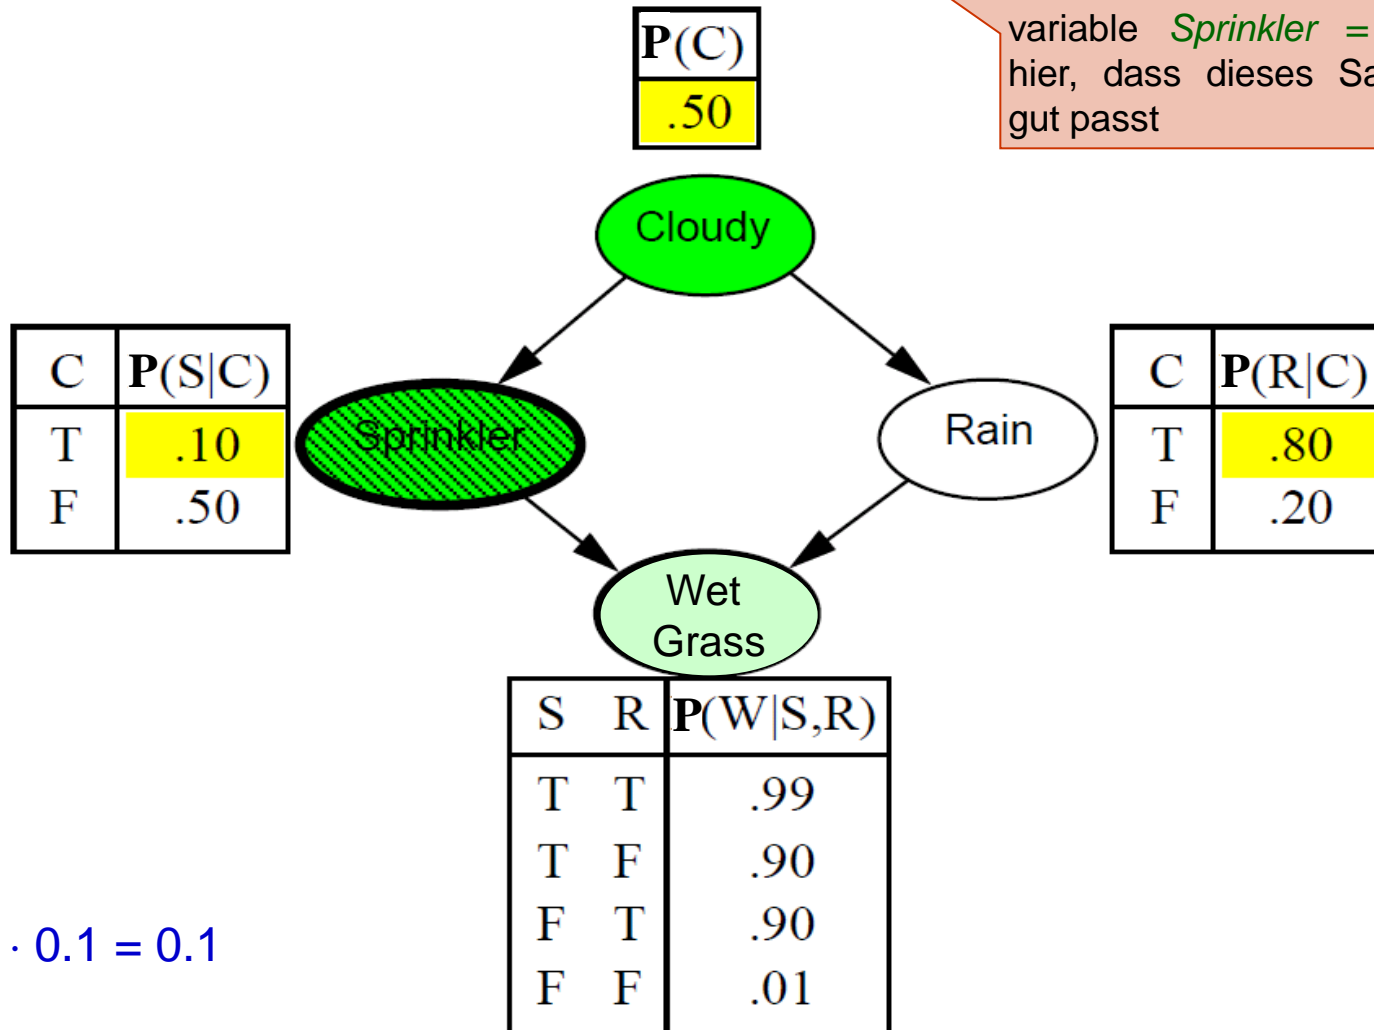 P(C)
.50
variable Sprinkler =
hier, dass dieses Sa
gut passt
Cloudy
C P(S|C)
T .10
F .50
Sprinkler
Rain
C P(R|C)
T .80
F .20
Wet
Grass
S R P(W|S,R)
T T .99
T F .90
F T .90
F F .01
· 0.1 = 0.1